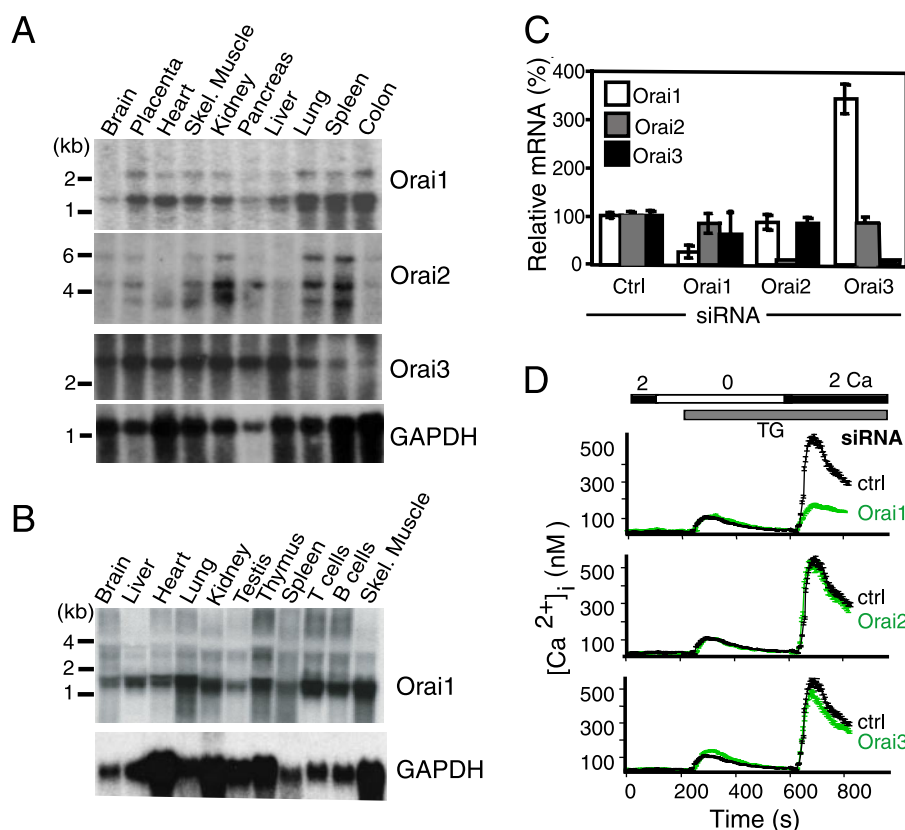 A
Brain
Placenta
Heart
Skel. Muscle
Kidney
Pancreas
Liver
Lung
Spleen
Colon
(kb)
2
1
Orai1
6
4
Orai2
2
Orai3
1
GAPDH
B
Brain
Liver
Heart
Lung
Kidney
Testis
Thymus
Spleen
T cells
B cells
Skel. Muscle
(kb)
4
2
1
Orai1
GAPDH
C
Relative mRNA (%)
400
300
200
100
0
Orai1
Orai2
Orai3
Ctrl Orai1 Orai2 Orai3
siRNA
D
2 0 2 Ca
TG
siRNA
500
300
100
ctrl
Orai1
500
300
100
ctrl
Orai2
500
300
100
ctrl
Orai3
[Ca 2+]i (nM)
0 200 400 600 800
Time (s)